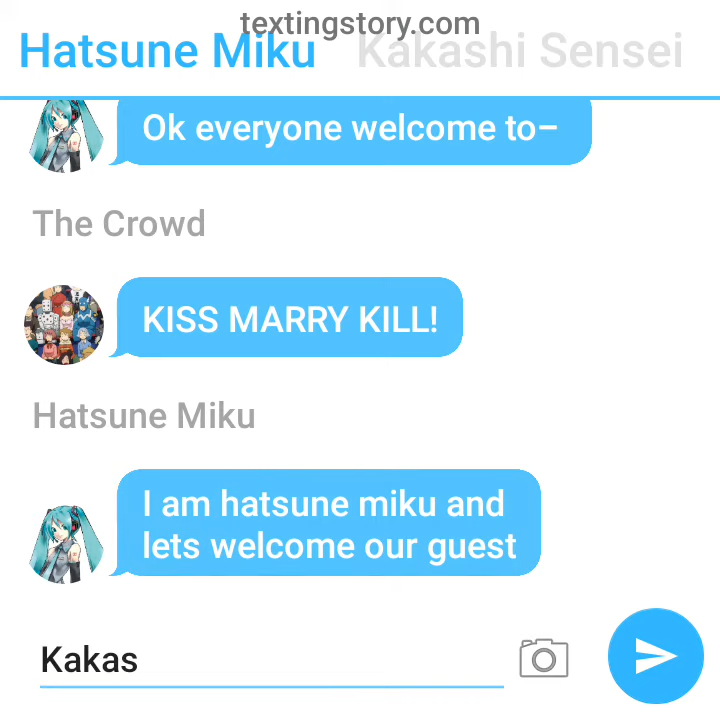 textingstory.com
Hatsune Miku Kakashi Sensei
Ok everyone welcome to–
The Crowd
KISS MARRY KILL!
Hatsune Miku
I am hatsune miku and
lets welcome our guest
Kakas